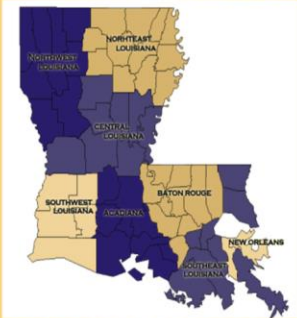 NORTHEAST
LOUISIANA
NORTHWEST
LOUISIANA
CENTRAL
LOUISIANA
BATON ROUGE
SOUTHWEST
LOUISIANA
ACADIANA
NEW ORLEANS
SOUTHEAST
LOUISIANA